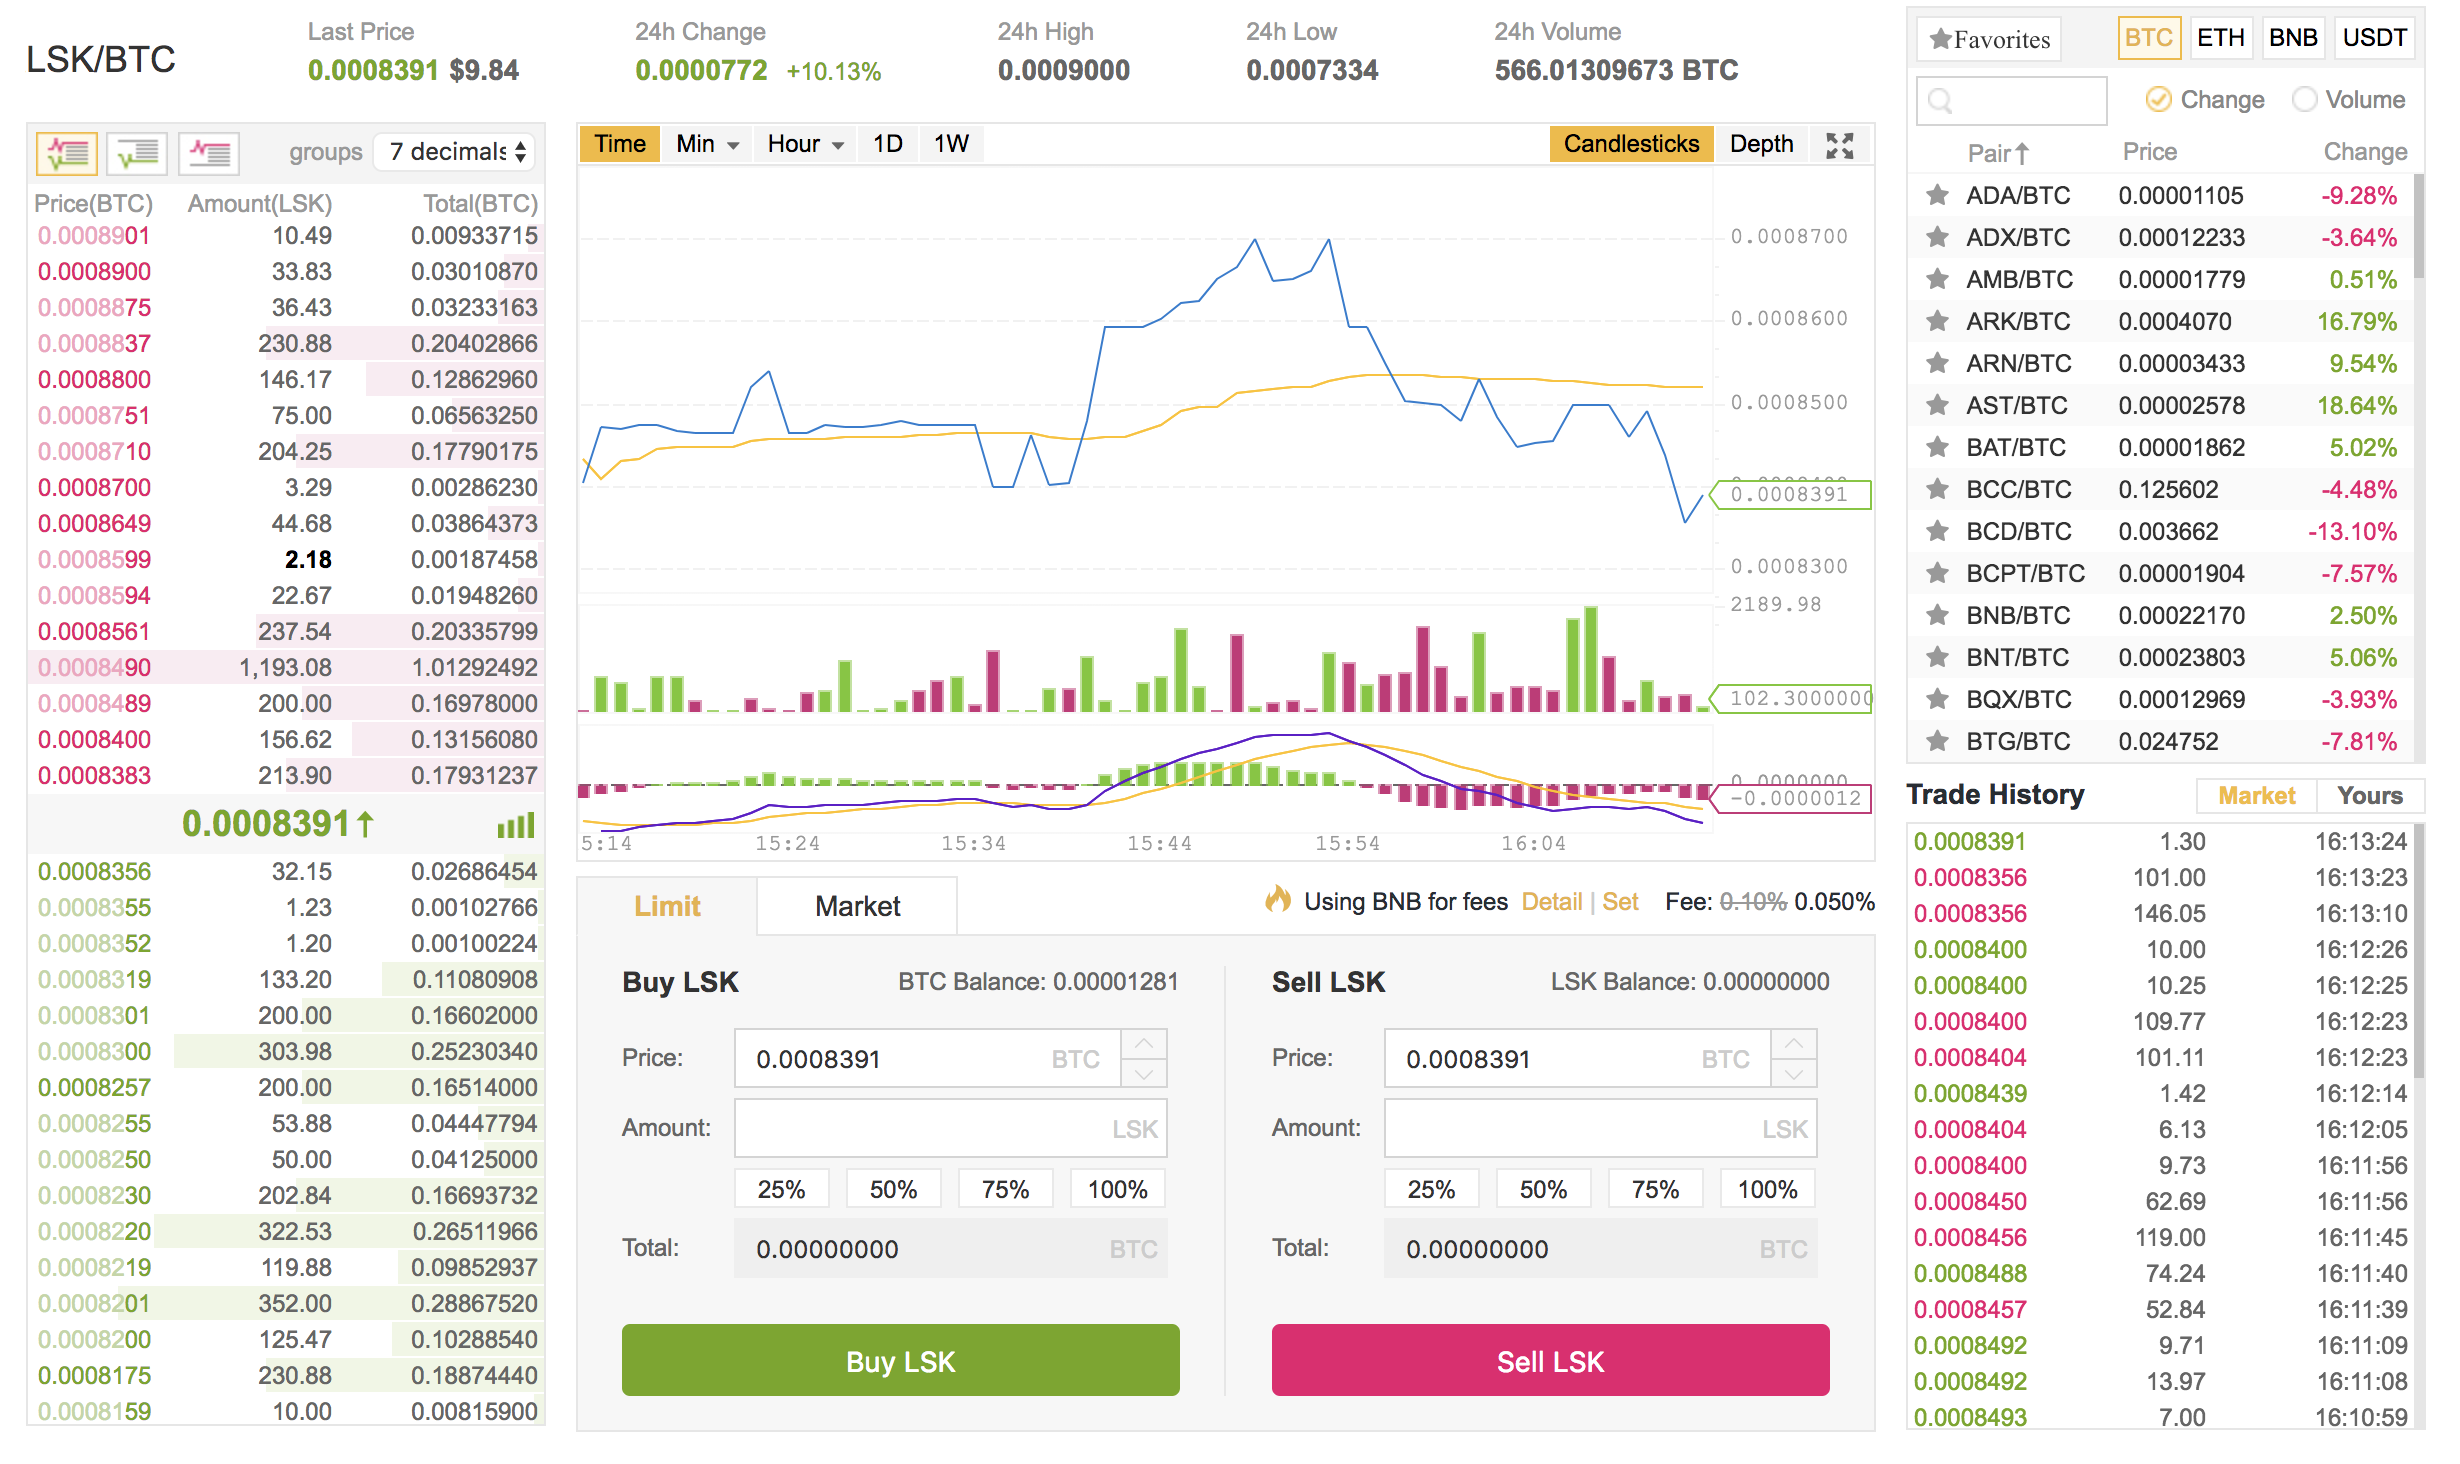 LSK/BTC
Last Price
0.0008391 $9.84
24h Change
0.0000772 +10.13%
24h High
0.0009000
24h Low
0.0007334
24h Volume
566.01309673 BTC
groups 7 decimals
Price(BTC) Amount(LSK) Total(BTC)
0.0008901 10.49 0.00933715
0.0008900 33.83 0.03010870
0.0008875 36.43 0.03233163
0.0008837 230.88 0.20402866
0.0008800 146.17 0.12862960
0.0008751 75.00 0.06563250
0.0008710 204.25 0.17790175
0.0008700 3.29 0.00286230
0.0008649 44.68 0.03864373
0.0008599 2.18 0.00187458
0.0008594 22.67 0.01948260
0.0008561 237.54 0.20335799
0.0008490 1,193.08 1.01292492
0.0008489 200.00 0.16978000
0.0008400 156.62 0.13156080
0.0008383 213.90 0.17931237
0.0008391↑
0.0008356 32.15 0.02686454
0.0008355 1.23 0.00102766
0.0008352 1.20 0.00100224
0.0008319 133.20 0.11080908
0.0008301 200.00 0.16602000
0.0008300 303.98 0.25230340
0.0008257 200.00 0.16514000
0.0008255 53.88 0.04447794
0.0008250 50.00 0.04125000
0.0008230 202.84 0.16693732
0.0008220 322.53 0.26511966
0.0008219 119.88 0.09852937
0.0008201 352.00 0.28867520
0.0008200 125.47 0.10288540
0.0008175 230.88 0.18874440
0.0008159 10.00 0.00815900
Time Min Hour 1D 1W Candlesticks Depth
0.0008700
0.0008600
0.0008500
0.0008391
0.0008300
2189.98
102.3000000
0.0000000
-0.0000012
5:14 15:24 15:34 15:44 15:54 16:04
Limit Market
Using BNB for fees Detail | Set Fee: 0.10% 0.050%
Buy LSK BTC Balance: 0.00001281
Price: 0.0008391 BTC
Amount: LSK
25% 50% 75% 100%
Total: 0.00000000 BTC
Buy LSK
Sell LSK LSK Balance: 0.00000000
Price: 0.0008391 BTC
Amount: LSK
25% 50% 75% 100%
Total: 0.00000000 BTC
Sell LSK
Favorites BTC ETH BNB USDT
Change Volume
Pair↑ Price Change
ADA/BTC 0.00001105 -9.28%
ADX/BTC 0.00012233 -3.64%
AMB/BTC 0.00001779 0.51%
ARK/BTC 0.0004070 16.79%
ARN/BTC 0.00003433 9.54%
AST/BTC 0.00002578 18.64%
BAT/BTC 0.00001862 5.02%
BCC/BTC 0.125602 -4.48%
BCD/BTC 0.003662 -13.10%
BCPT/BTC 0.00001904 -7.57%
BNB/BTC 0.00022170 2.50%
BNT/BTC 0.00023803 5.06%
BQX/BTC 0.00012969 -3.93%
BTG/BTC 0.024752 -7.81%
Trade History Market Yours
0.0008391 1.30 16:13:24
0.0008356 101.00 16:13:23
0.0008356 146.05 16:13:10
0.0008400 10.00 16:12:26
0.0008400 10.25 16:12:25
0.0008400 109.77 16:12:23
0.0008404 101.11 16:12:23
0.0008439 1.42 16:12:14
0.0008404 6.13 16:12:05
0.0008400 9.73 16:11:56
0.0008450 62.69 16:11:56
0.0008456 119.00 16:11:45
0.0008488 74.24 16:11:40
0.0008457 52.84 16:11:39
0.0008492 9.71 16:11:09
0.0008492 13.97 16:11:08
0.0008493 7.00 16:10:59